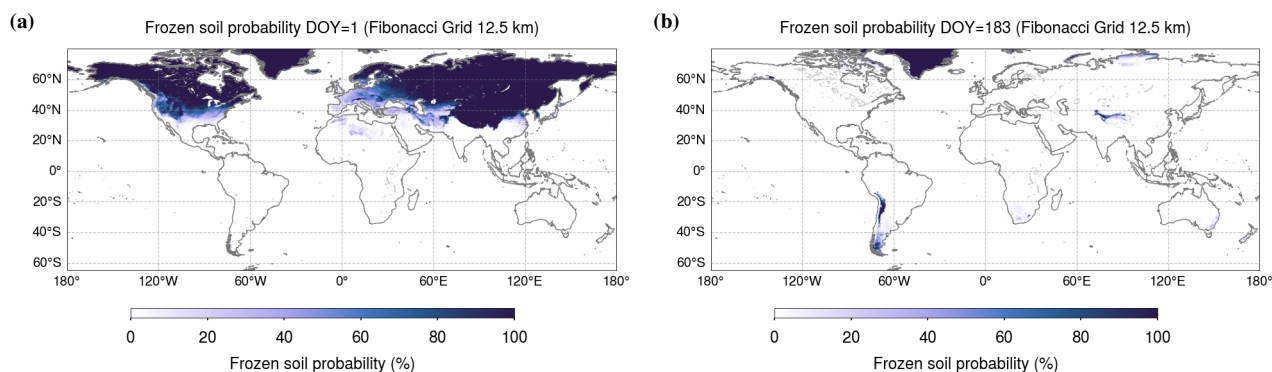 (a)
Frozen soil probability DOY=1 (Fibonacci Grid 12.5 km)
60°N
40°N
20°N
0°
20°S
40°S
60°S
180° 120°W 60°W 0° 60°E 120°E 180°
0 20 40 60 80 100
Frozen soil probability (%)
(b)
Frozen soil probability DOY=183 (Fibonacci Grid 12.5 km)
60°N
40°N
20°N
0°
20°S
40°S
60°S
180° 120°W 60°W 0° 60°E 120°E 180°
0 20 40 60 80 100
Frozen soil probability (%)